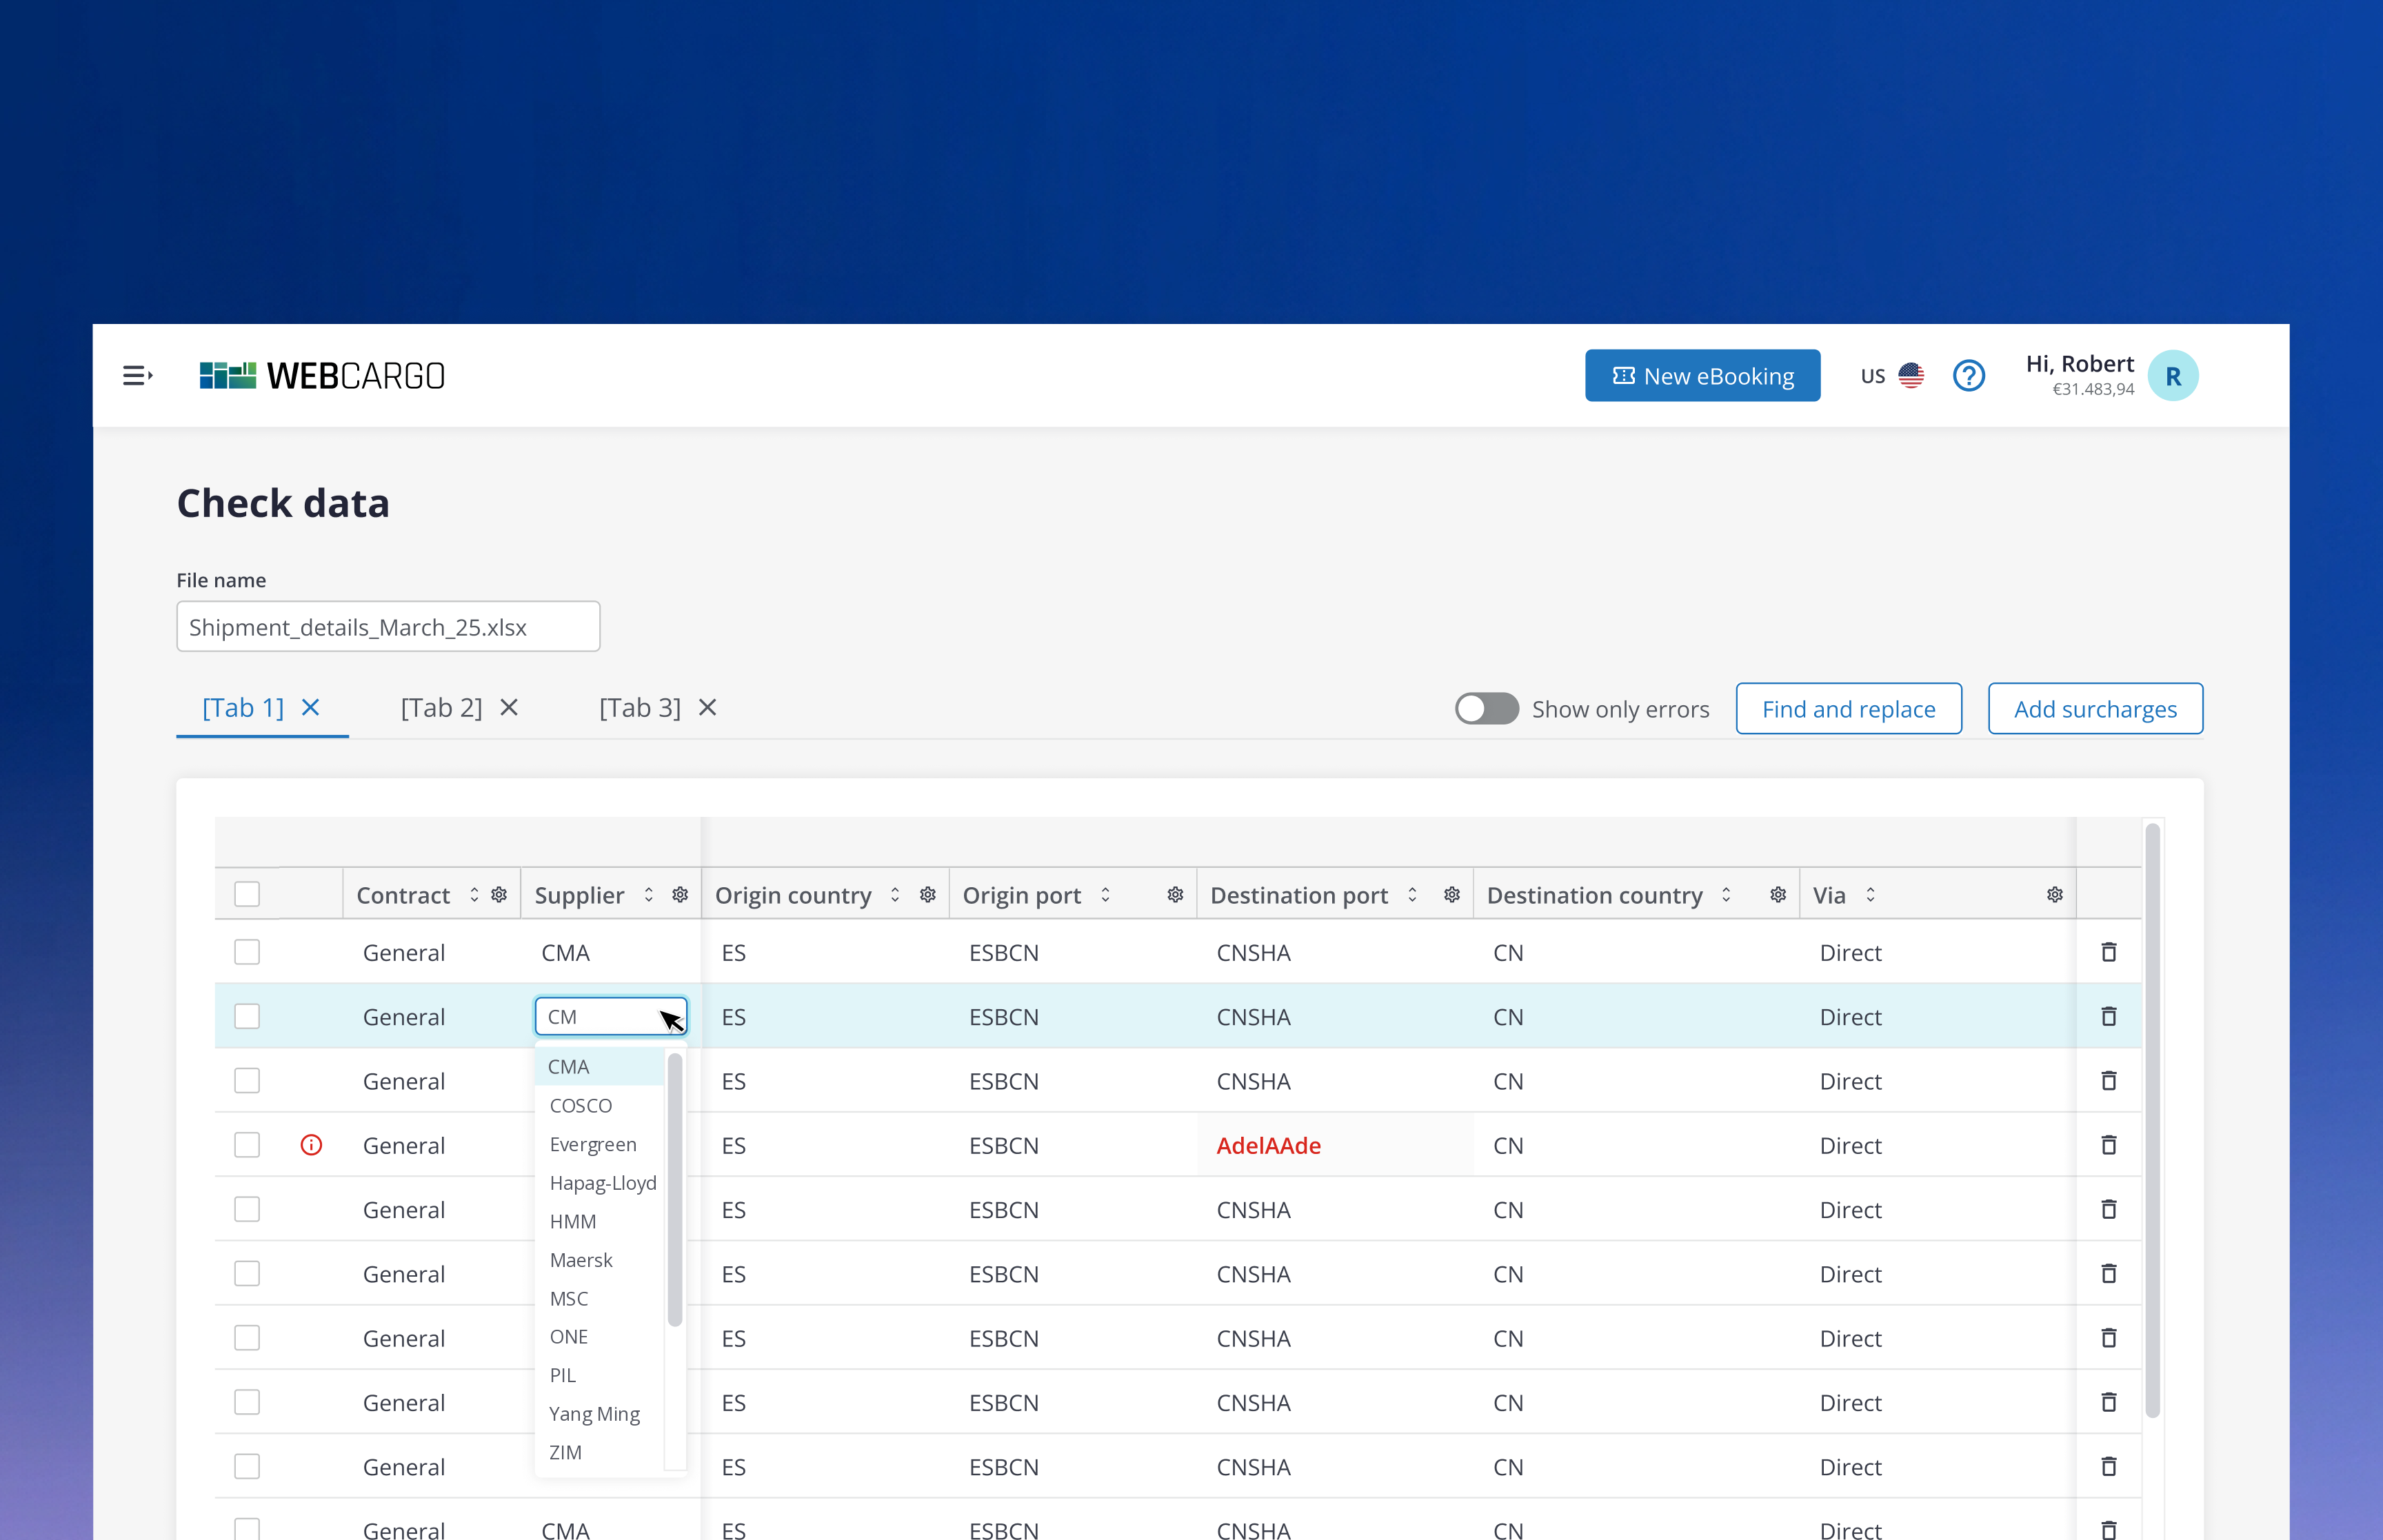 WEBCARGO
New eBooking
US
?
Hi, Robert
€31.483,94
R
Check data
File name
Shipment_details_March_25.xlsx
[Tab 1] [Tab 2] [Tab 3]
Show only errors
Find and replace
Add surcharges
Contract Supplier Origin country Origin port Destination port Destination country Via
General CMA ES ESBCN CNSHA CN Direct
General CM ES ESBCN CNSHA CN Direct
CMA
General ES ESBCN CNSHA CN Direct
COSCO
Evergreen
General ES ESBCN AdelAAde CN Direct
Hapag-Lloyd
General ES ESBCN CNSHA CN Direct
HMM
Maersk
General ES ESBCN CNSHA CN Direct
MSC
ONE
General ES ESBCN CNSHA CN Direct
PIL
General ES ESBCN CNSHA CN Direct
Yang Ming
ZIM
General ES ESBCN CNSHA CN Direct
General CMA ES ESBCN CNSHA CN Direct